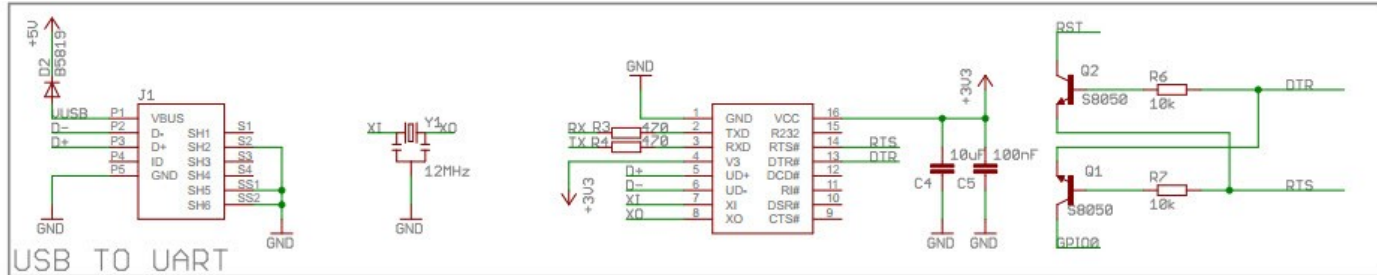 +5V
D2
B5819
J1
VUSB P1 VBUS
D- P2 D- SH1 S1
D+ P3 D+ SH2 S2
P4 ID SH3 S3
P5 GND SH4 S4
SH5 SS1
SH6 SS2
GND
GND
XI Y1 XO
12MHz
GND
GND
RX R3 470
TX R4 470
1 GND VCC 16
2 TXD R232 15
3 RXD RTS# 14 RTS
4 V3 DTR# 13 DTR
D+ 5 UD+ DCD# 12
D- 6 UD- RI# 11
XI 7 XI DSR# 10
XO 8 XO CTS# 9
+3V3
+3V3
10uF 100nF
C4 C5
GND GND
RST
Q2
S8050
R6
10k
DTR
Q1
S8050
R7
10k
RTS
GPIO0
USB TO UART